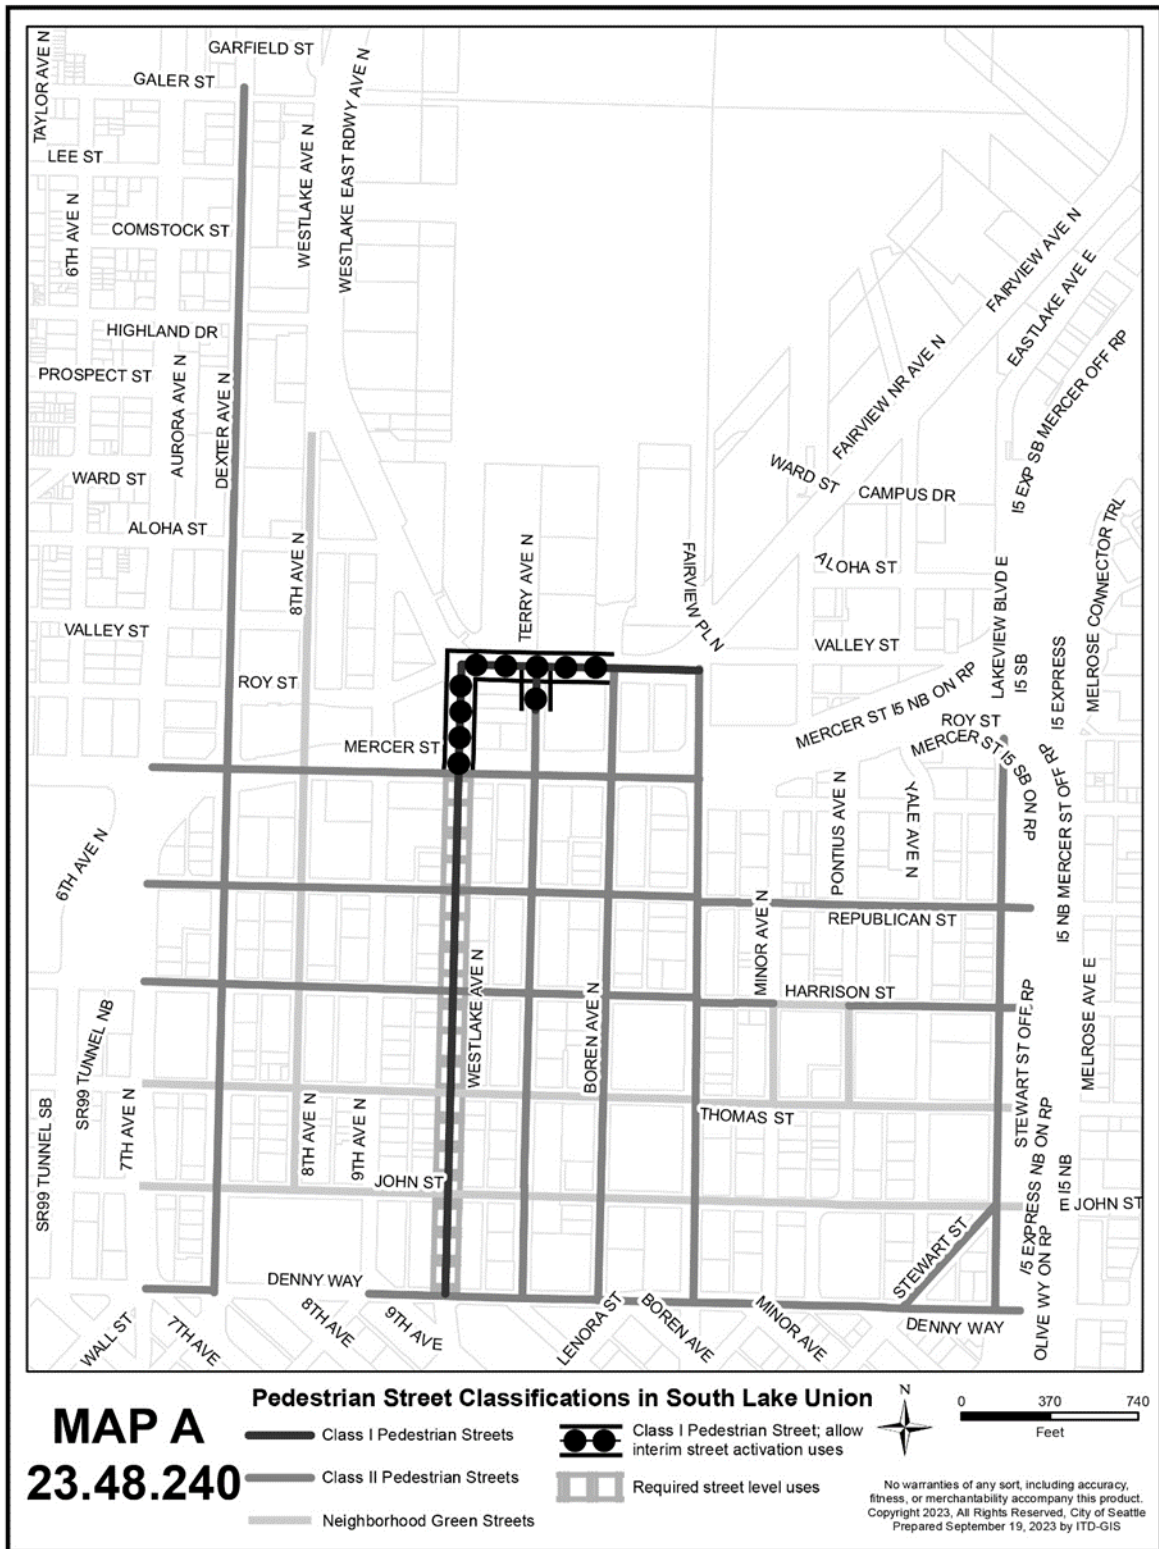 GARFIELD ST
GALER ST
TAYLOR AVE N
LEE ST
6TH AVE N
COMSTOCK ST
WESTLAKE AVE N
WESTLAKE EAST RDWY AVE N
HIGHLAND DR
PROSPECT ST
AURORA AVE N
DEXTER AVE N
WARD ST
ALOHA ST
8TH AVE N
VALLEY ST
ROY ST
MERCER ST
TERRY AVE N
FAIRVIEW PL N
FAIRVIEW AVE N
EASTLAKE AVE E
FAIRVIEW NR AVE N
I5 EXP SB MERCER OFF RP
WARD ST
CAMPUS DR
ALOHA ST
VALLEY ST
LAKEVIEW BLVD E
I5 SB
I5 EXPRESS
MELROSE CONNECTOR TRL
MERCER ST I5 NB ON RP
ROY ST
MERCER ST I5 SB ON RP
I5 NB MERCER ST OFF RP
PONTIUS AVE N
YALE AVE N
6TH AVE N
MINOR AVE N
REPUBLICAN ST
HARRISON ST
WESTLAKE AVE N
BOREN AVE N
SR99 TUNNEL NB
SR99 TUNNEL SB
7TH AVE N
8TH AVE N
9TH AVE N
THOMAS ST
STEWART ST OFF RP
MELROSE AVE E
JOHN ST
I5 EXPRESS NB ON RP
I5 NB
E JOHN ST
STEWART ST
DENNY WAY
WALL ST
7TH AVE
8TH AVE
9TH AVE
LENORA ST
BOREN AVE
MINOR AVE
DENNY WAY
OLIVE WY ON RP
MAP A
23.48.240
Pedestrian Street Classifications in South Lake Union
Class I Pedestrian Streets
Class II Pedestrian Streets
Neighborhood Green Streets
Class I Pedestrian Street; allow
interim street activation uses
Required street level uses
N
0 370 740
Feet
No warranties of any sort, including accuracy,
fitness, or merchantability accompany this product.
Copyright 2023, All Rights Reserved, City of Seattle
Prepared September 19, 2023 by ITD-GIS